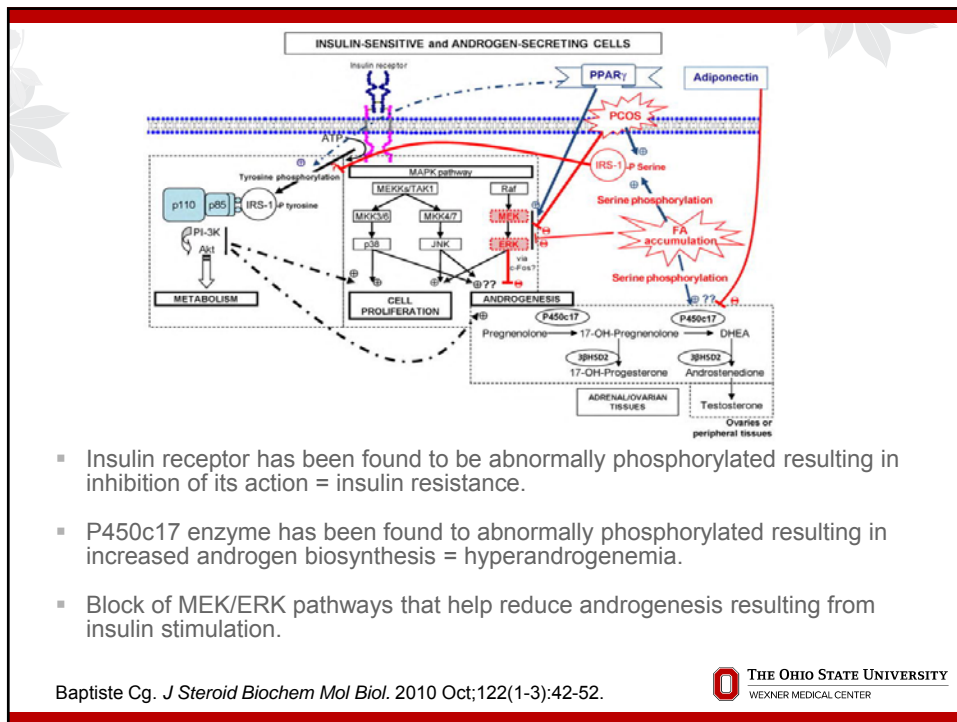 INSULIN-SENSITIVE and ANDROGEN-SECRETING CELLS
Insulin receptor
PPARγ
Adiponectin
PCOS
ATP
IRS-1
-P Serine
Tyrosine phosphorylation
MAPK pathway
Serine phosphorylation
MEKKs/TAK1
Raf
p110
p85
IRS-1
-P tyrosine
MKK3/6
MKK4/7
MEK
FA
accumulation
PI-3K
Akt
p38
JNK
ERK
via
c-Fos?
Serine phosphorylation
METABOLISM
CELL
PROLIFERATION
⊕??
⊖
ANDROGENESIS
⊕ ??
⊖
P450c17
P450c17
Pregnenolone
17-OH-Pregnenolone
DHEA
3βHSD2
3βHSD2
17-OH-Progesterone
Androstenedione
ADRENAL/OVARIAN
TISSUES
Testosterone
Ovaries or
peripheral tissues
▪ Insulin receptor has been found to be abnormally phosphorylated resulting in
inhibition of its action = insulin resistance.
▪ P450c17 enzyme has been found to abnormally phosphorylated resulting in
increased androgen biosynthesis = hyperandrogenemia.
▪ Block of MEK/ERK pathways that help reduce androgenesis resulting from
insulin stimulation.
Baptiste Cg. J Steroid Biochem Mol Biol. 2010 Oct;122(1-3):42-52.
THE OHIO STATE UNIVERSITY
WEXNER MEDICAL CENTER